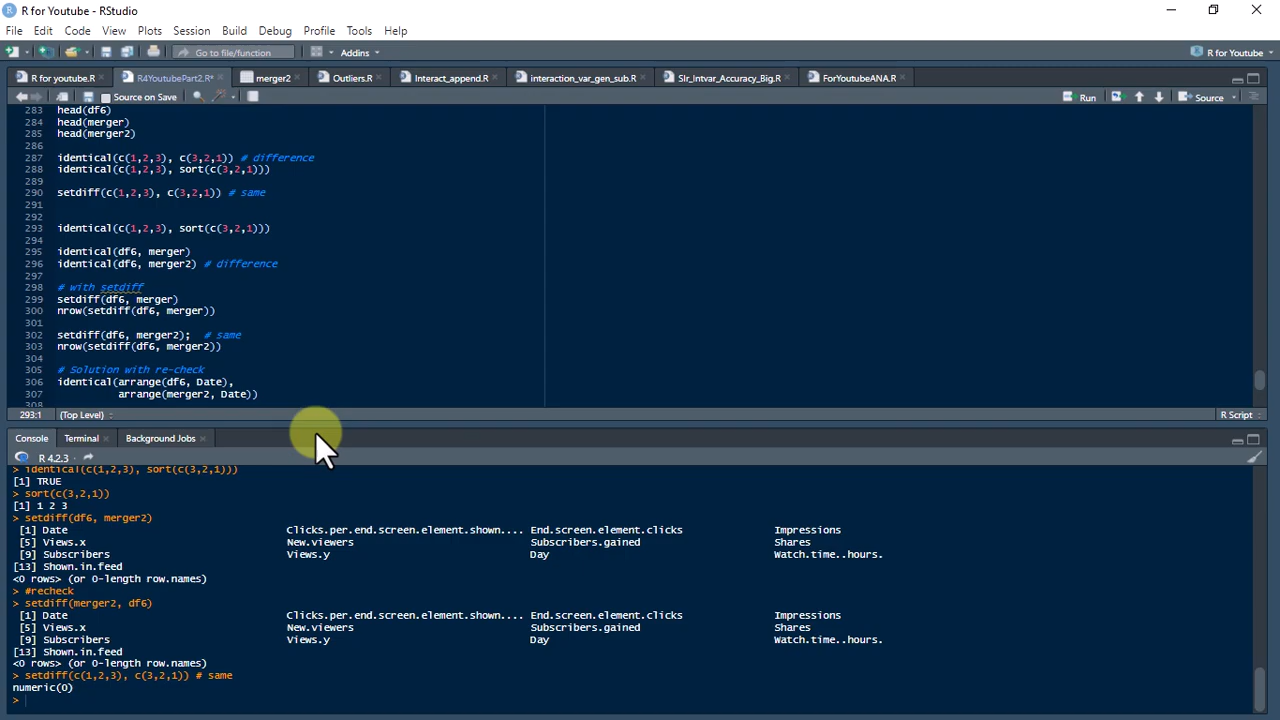 R for Youtube - RStudio
File Edit Code View Plots Session Build Debug Profile Tools Help
Go to file/function Addins R for Youtube
R for youtube.R R4YoutubePart2.R* merger2 Outliers.R Interact_append.R interaction_var_gen_sub.R Slr_Intvar_Accuracy_Big.R ForYoutubeANA.R
Source on Save Run Source
283 head(df6)
284 head(merger)
285 head(merger2)
286
287 identical(c(1,2,3), c(3,2,1)) # difference
288 identical(c(1,2,3), sort(c(3,2,1)))
289
290 setdiff(c(1,2,3), c(3,2,1)) # same
291
292
293 identical(c(1,2,3), sort(c(3,2,1)))
294
295 identical(df6, merger)
296 identical(df6, merger2) # difference
297
298 # with setdiff
299 setdiff(df6, merger)
300 nrow(setdiff(df6, merger))
301
302 setdiff(df6, merger2); # same
303 nrow(setdiff(df6, merger2))
304
305 # Solution with re-check
306 identical(arrange(df6, Date),
307 arrange(merger2, Date))
308
293:1 (Top Level) R Script
Console Terminal Background Jobs
R 4.2.3 ·
> identical(c(1,2,3), sort(c(3,2,1)))
[1] TRUE
> sort(c(3,2,1))
[1] 1 2 3
> setdiff(df6, merger2)
[1] Date Clicks.per.end.screen.element.shown.... End.screen.element.clicks Impressions
[5] Views.x New.viewers Subscribers.gained Shares
[9] Subscribers Views.y Day Watch.time..hours.
[13] Shown.in.feed
<0 rows> (or 0-length row.names)
> #recheck
> setdiff(merger2, df6)
[1] Date Clicks.per.end.screen.element.shown.... End.screen.element.clicks Impressions
[5] Views.x New.viewers Subscribers.gained Shares
[9] Subscribers Views.y Day Watch.time..hours.
[13] Shown.in.feed
<0 rows> (or 0-length row.names)
> setdiff(c(1,2,3), c(3,2,1)) # same
numeric(0)
>